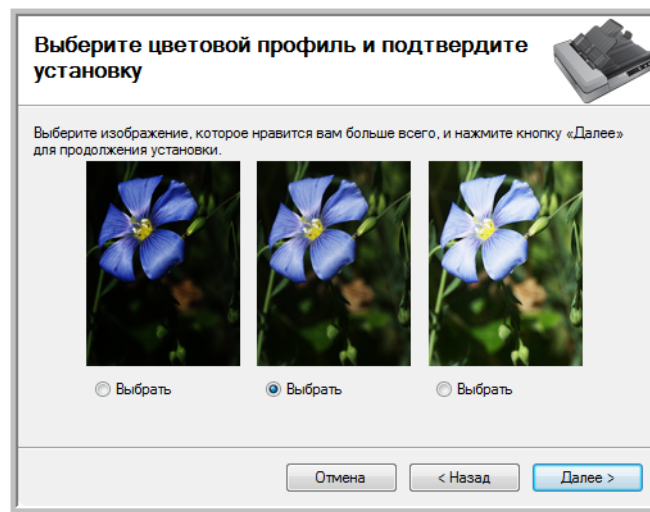 Выберите цветовой профиль и подтвердите
установку
Выберите изображение, которое нравится вам больше всего, и нажмите кнопку «Далее»
для продолжения установки.
Выбрать Выбрать Выбрать
Отмена < Назад Далее >